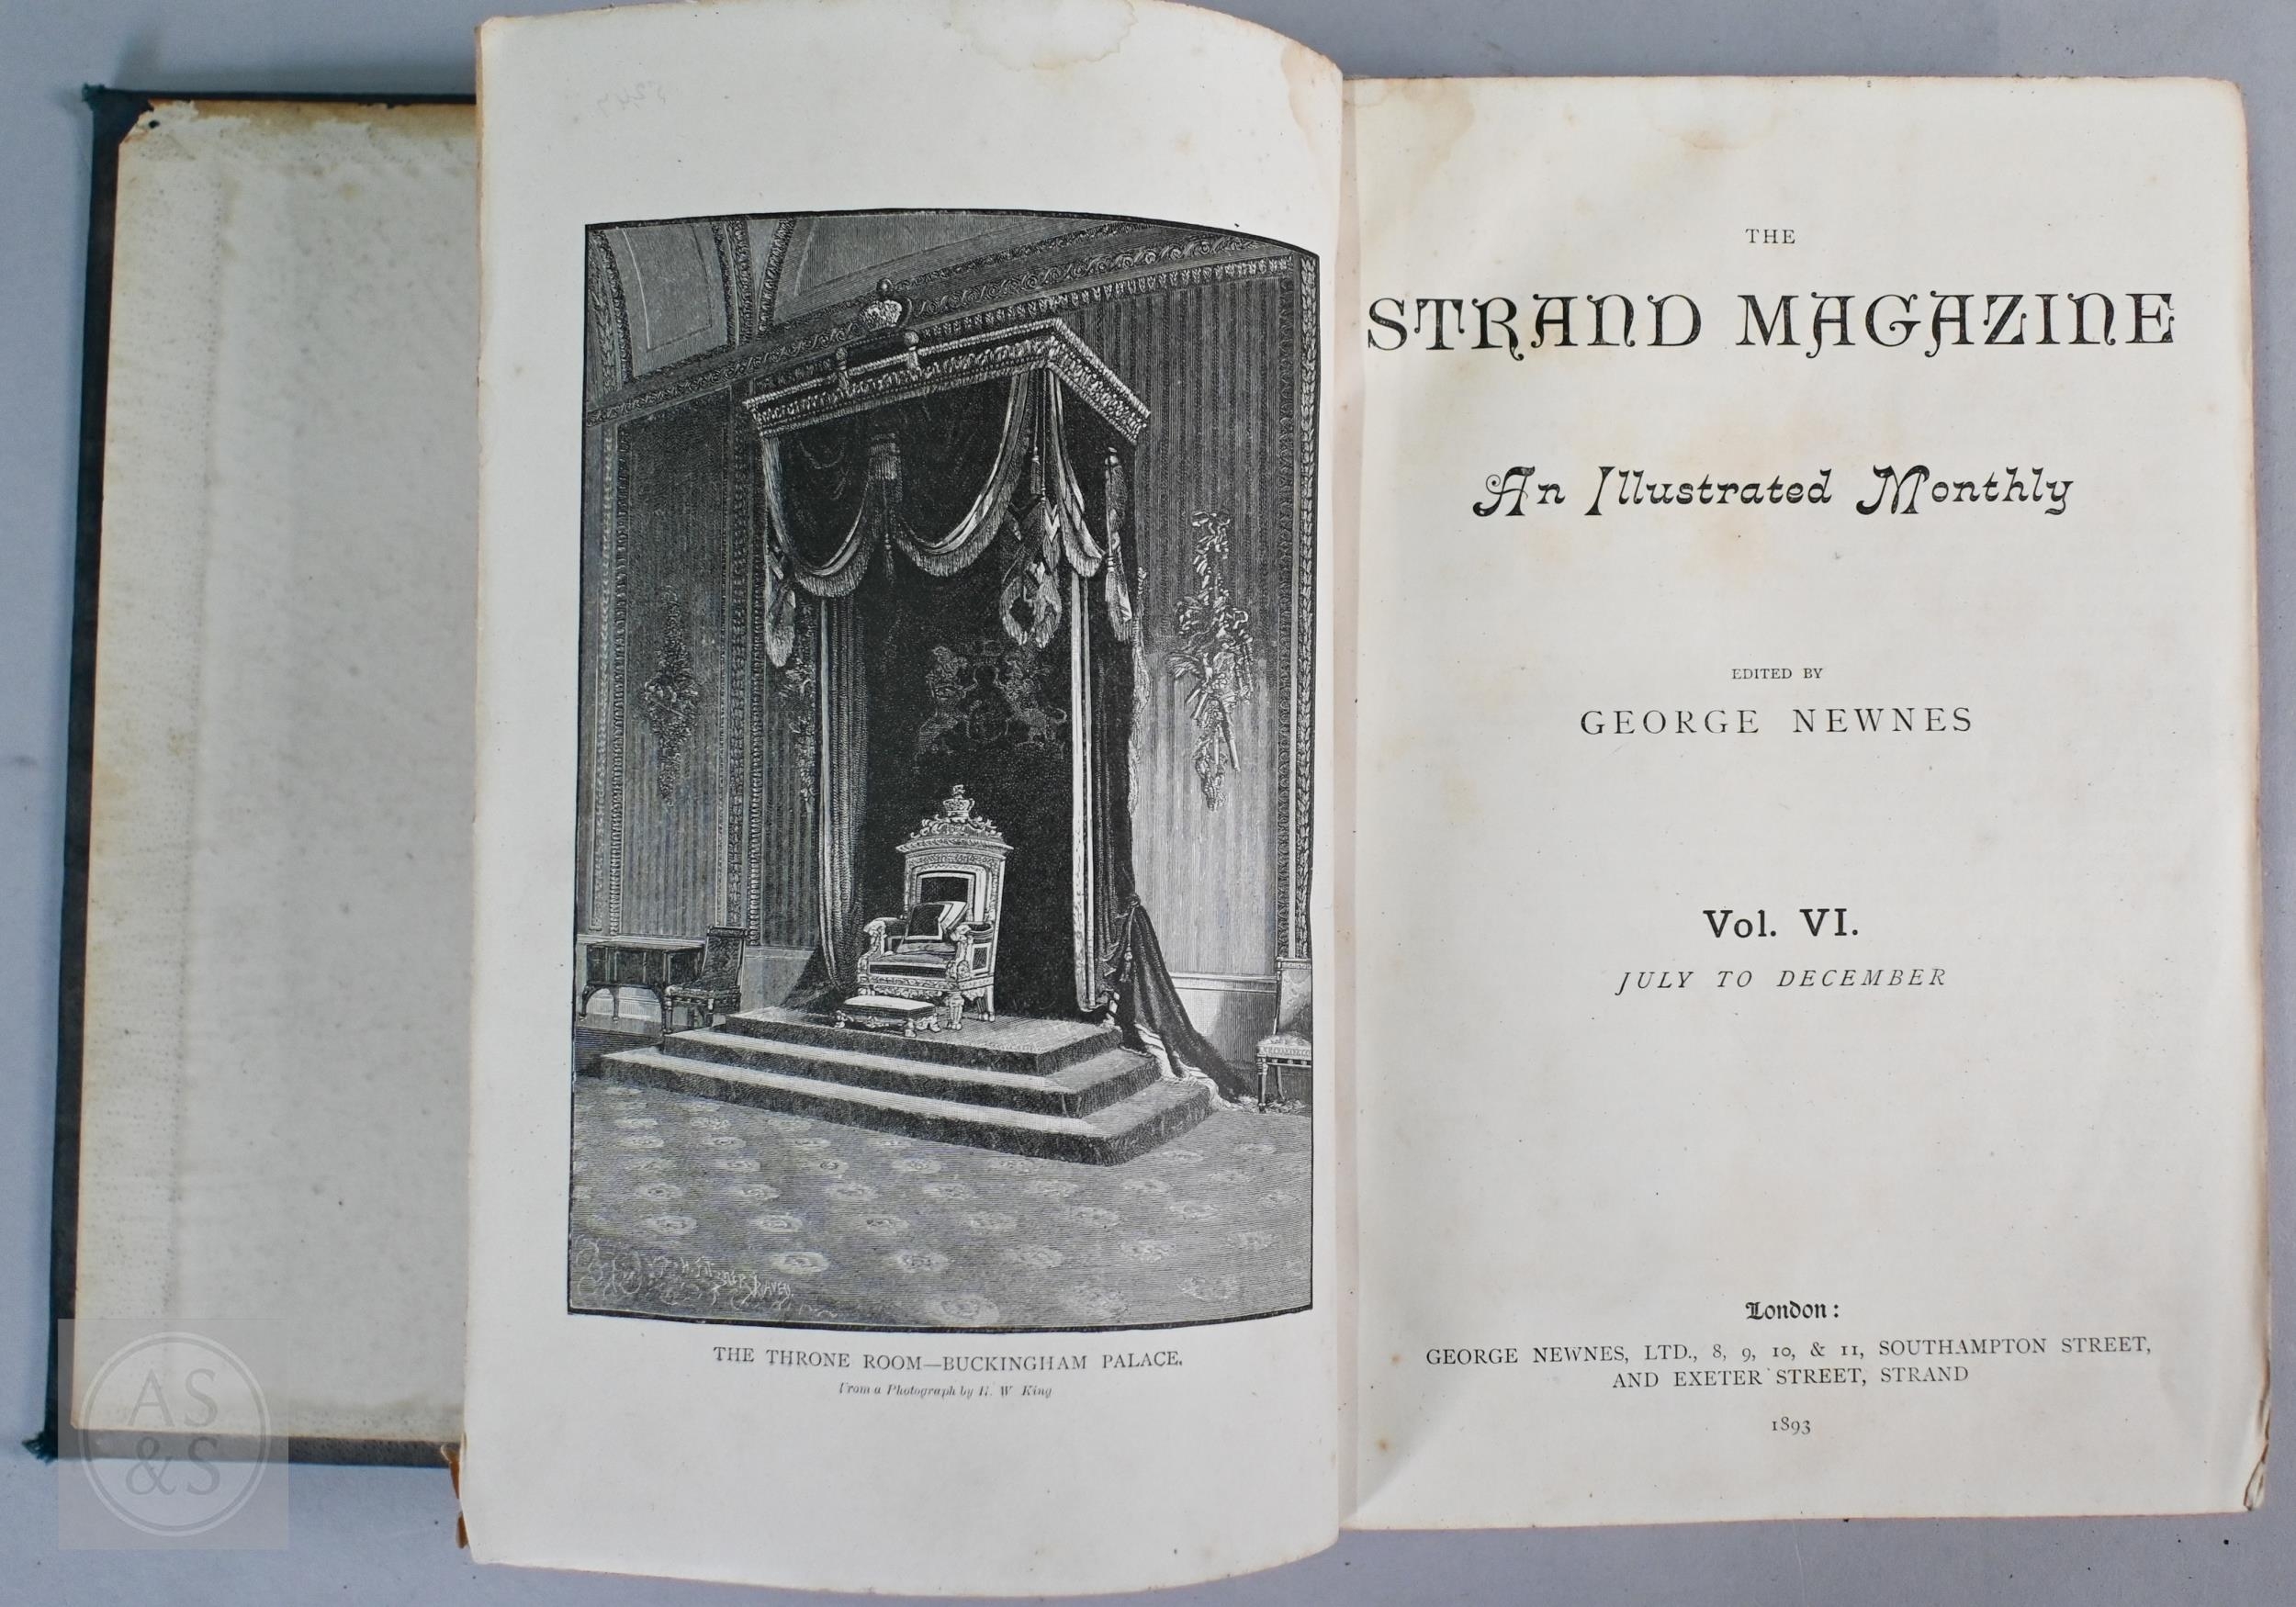 THE THRONE ROOM—BUCKINGHAM PALACE.
From a Photograph by H. W King
THE
STRAND MAGAZINE
An Illustrated Monthly
EDITED BY
GEORGE NEWNES
Vol. VI.
JULY TO DECEMBER
London:
GEORGE NEWNES, LTD., 8, 9, 10, & 11, SOUTHAMPTON STREET,
AND EXETER STREET, STRAND
1893
AS
&S